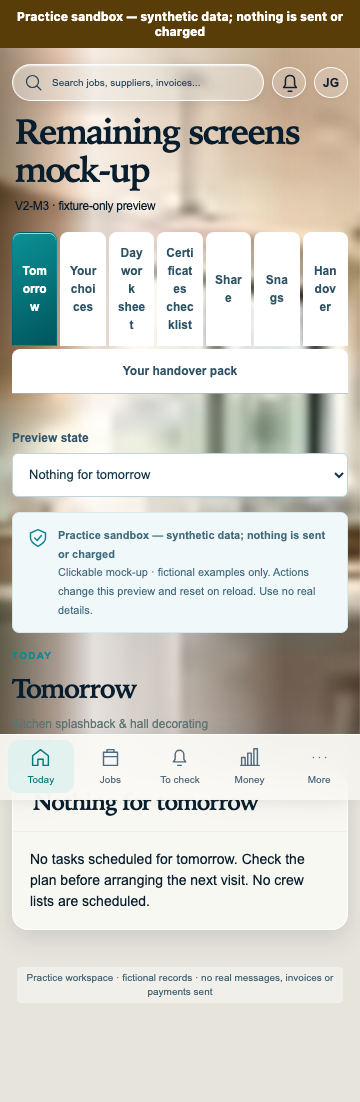 Practice sandbox — synthetic data; nothing is sent or
charged
Search jobs, suppliers, invoices...
JG
Remaining screens
mock-up
V2-M3 · fixture-only preview
Tom
orro
w
Your
choi
ces
Day
wor
k
shee
t
Certi
ficat
es
chec
klist
Shar
e
Sna
gs
Han
dov
er
Your handover pack
Preview state
Nothing for tomorrow
Practice sandbox — synthetic data; nothing is sent
or charged
Clickable mock-up · fictional examples only. Actions
change this preview and reset on reload. Use no real
details.
TODAY
Tomorrow
Kitchen splashback & hall decorating
Today
Jobs
To check
Money
More
Nothing for tomorrow
No tasks scheduled for tomorrow. Check the
plan before arranging the next visit. No crew
lists are scheduled.
Practice workspace · fictional records · no real messages, invoices or
payments sent